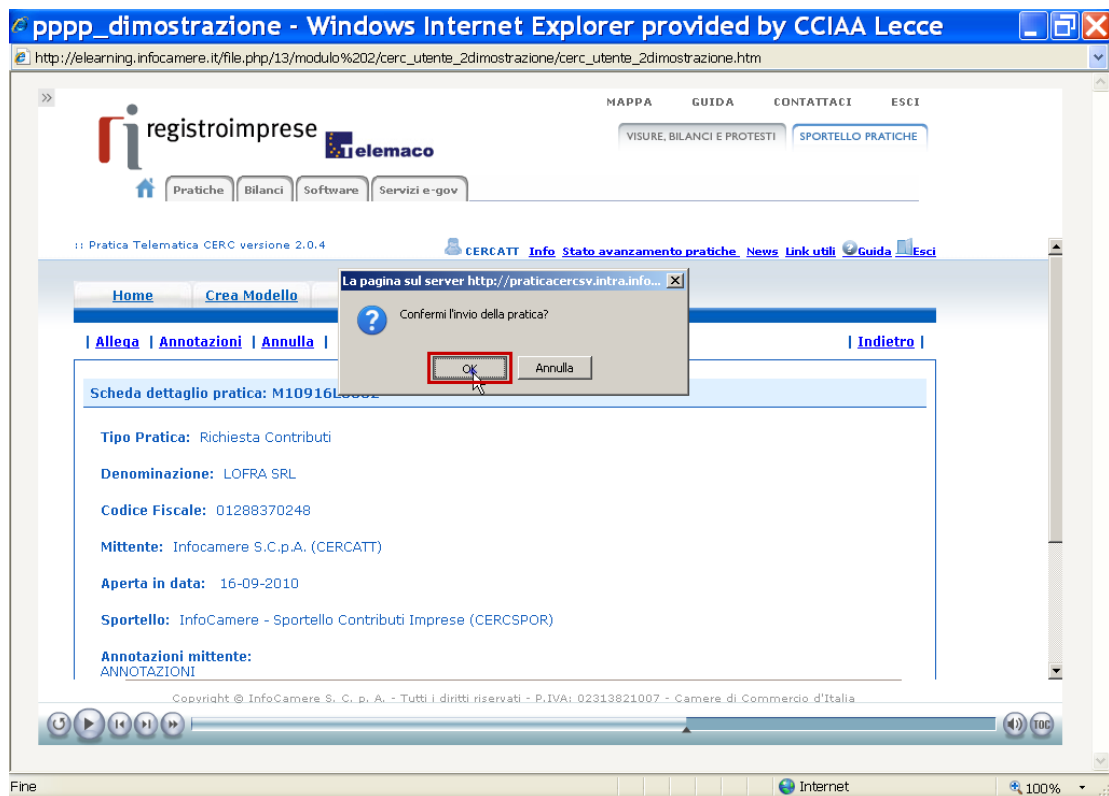 pppp_dimostrazione - Windows Internet Explorer provided by CCIAA Lecce
http://elearning.infocamere.it/file.php/13/modulo%202/cerc_utente_2dimostrazione/cerc_utente_2dimostrazione.htm
MAPPA GUIDA CONTATTACI ESCI
registroimprese
Telemaco
VISURE, BILANCI E PROTESTI SPORTELLO PRATICHE
Pratiche Bilanci Software Servizi e-gov
:: Pratica Telematica CERC versione 2.0.4
CERCATT Info Stato avanzamento pratiche News Link utili Guida Esci
La pagina sul server http://praticacercsv.intra.info...
Home Crea Modello
Confermi l'invio della pratica?
| Allega | Annotazioni | Annulla | | Indietro |
OK Annulla
Scheda dettaglio pratica:
Tipo Pratica: Richiesta Contributi
Denominazione: LOFRA SRL
Codice Fiscale: 01288370248
Mittente: Infocamere S.C.p.A. (CERCATT)
Aperta in data: 16-09-2010
Sportello: InfoCamere - Sportello Contributi Imprese (CERCSPOR)
Annotazioni mittente:
ANNOTAZIONI
Copyright @ InfoCamere S. C. p. A. - Tutti i diritti riservati - P.IVA: 02313821007 - Camere di Commercio d'Italia
TOC
Fine Internet 100%